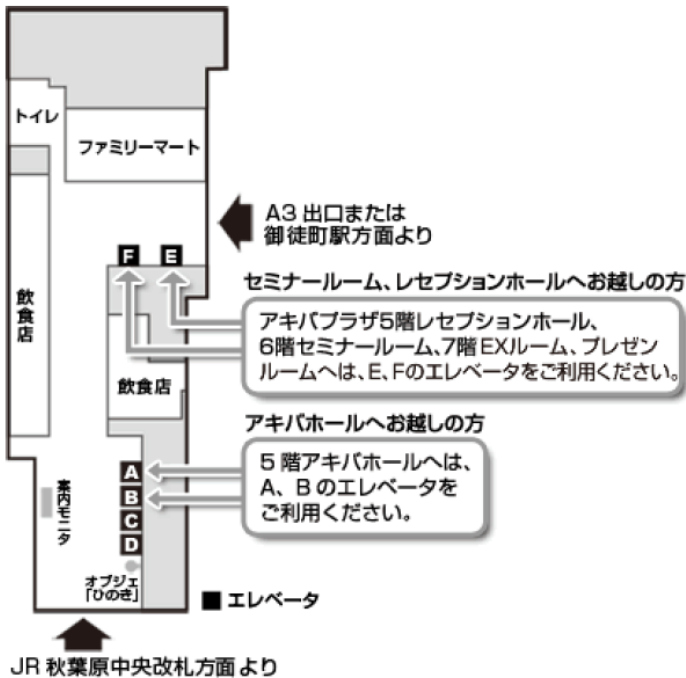 トイレ
ファミリーマート
A3 出口または
御徒町駅方面より
F E
セミナールーム、レセプションホールへお越しの方
アキバプラザ5階レセプションホール、
6階セミナールーム、7階EXルーム、プレゼン
ルームへは、E、Fのエレベータをご利用ください。
飲食店
飲食店
アキバホールへお越しの方
5 階アキバホールへは、
A、B のエレベータを
ご利用ください。
A
B
C
D
案内モニタ
オブジェ
「ひのき」
■ エレベータ
JR 秋葉原中央改札方面より